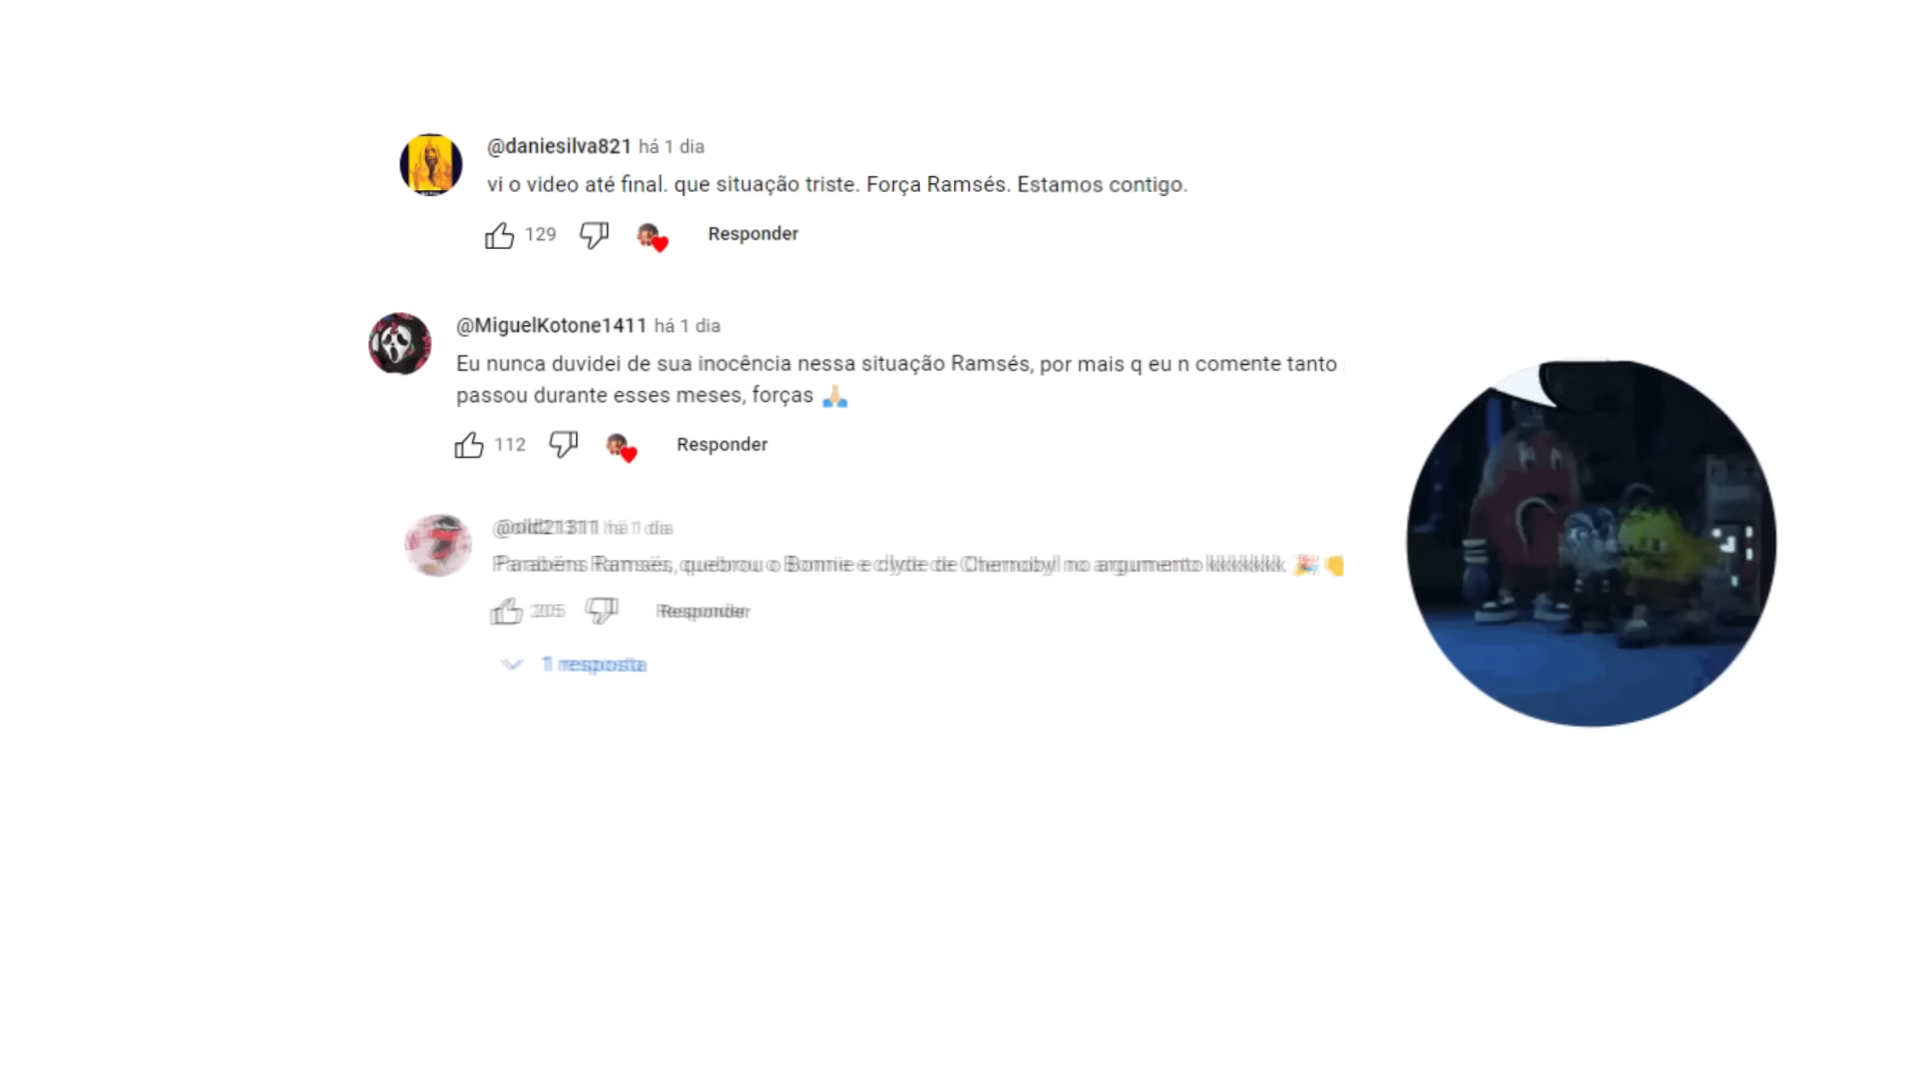 @daniesilva821 há 1 dia
vi o video até final. que situação triste. Força Ramsés. Estamos contigo.
129 Responder
@MiguelKotone1411 há 1 dia
Eu nunca duvidei de sua inocência nessa situação Ramsés, por mais q eu n comente tanto
passou durante esses meses, forças 🙏🏼
112 Responder
há 1 dia
Parabéns Ramsés, quebrou o Bonnie e clyde de Chernobyl no argumento kkkkkkk 🎉
205 Responder
1 resposta